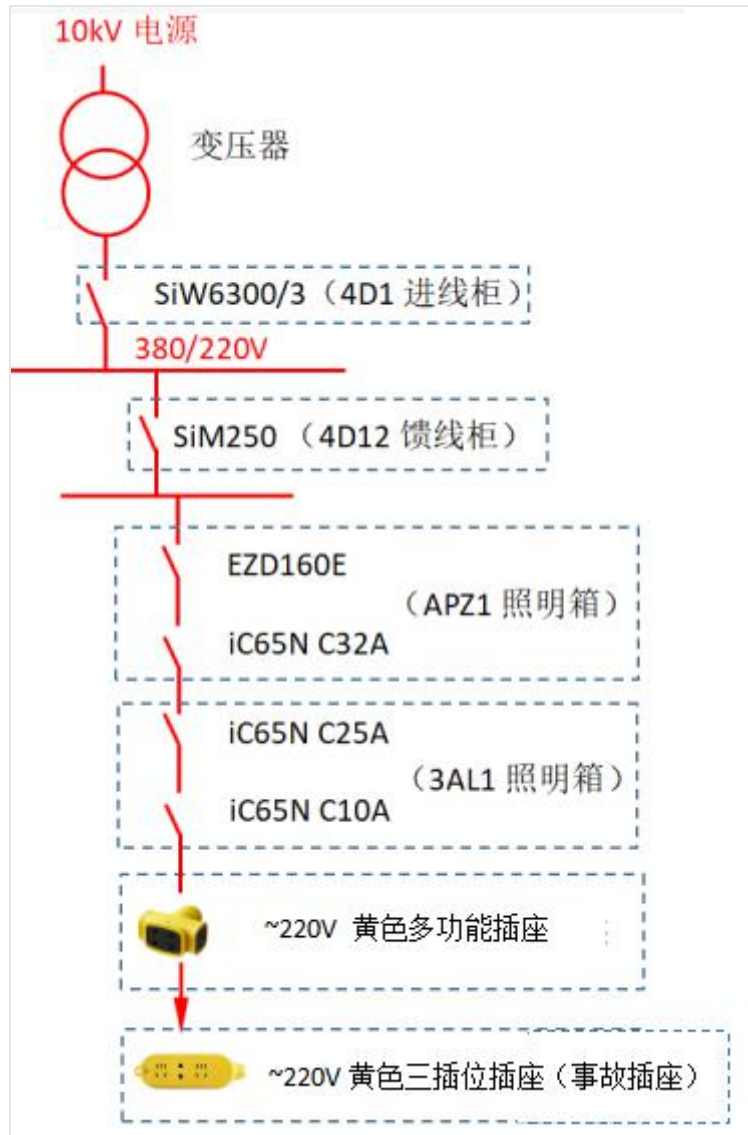 10kV 电源
变压器
SiW6300/3（4D1 进线柜）
380/220V
SiM250 （4D12 馈线柜）
EZD160E
（APZ1 照明箱）
iC65N C32A
iC65N C25A
（3AL1 照明箱）
iC65N C10A
~220V 黄色多功能插座
~220V 黄色三插位插座（事故插座）